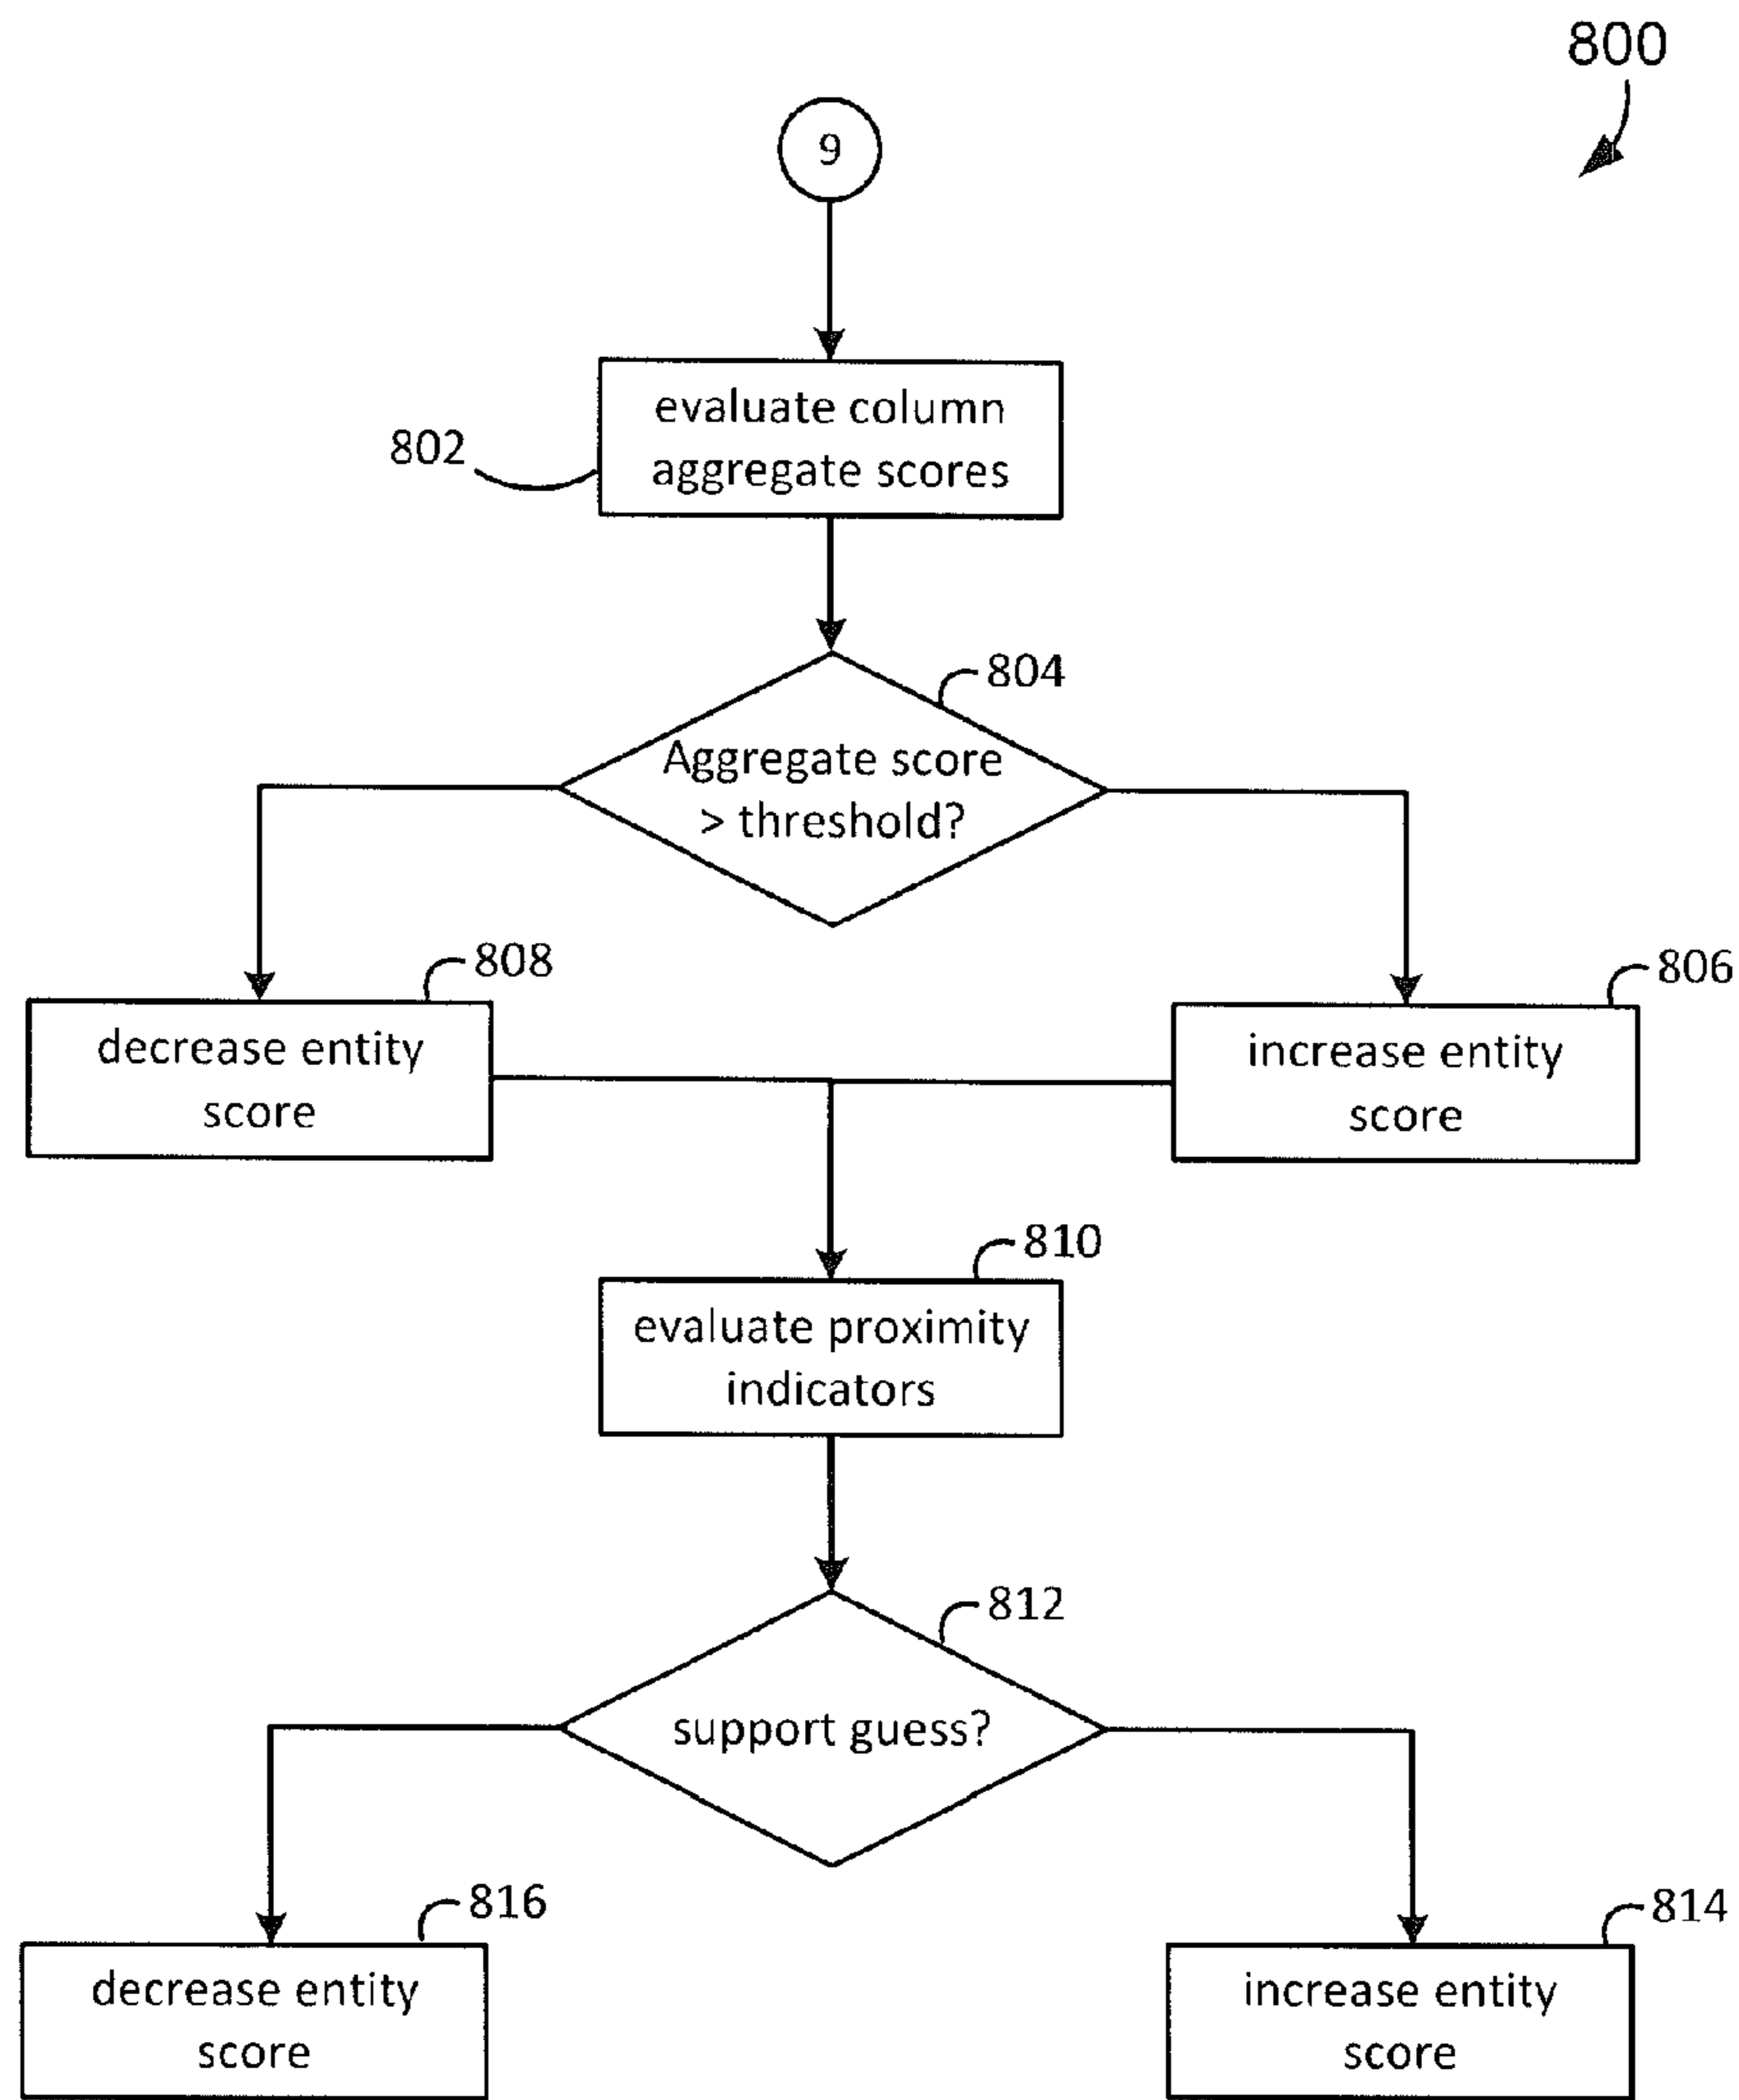 800
9
evaluate column
aggregate scores
802
804
Aggregate score
> threshold?
808
decrease entity
score
806
increase entity
score
810
evaluate proximity
indicators
812
support guess?
816
decrease entity
score
814
increase entity
score